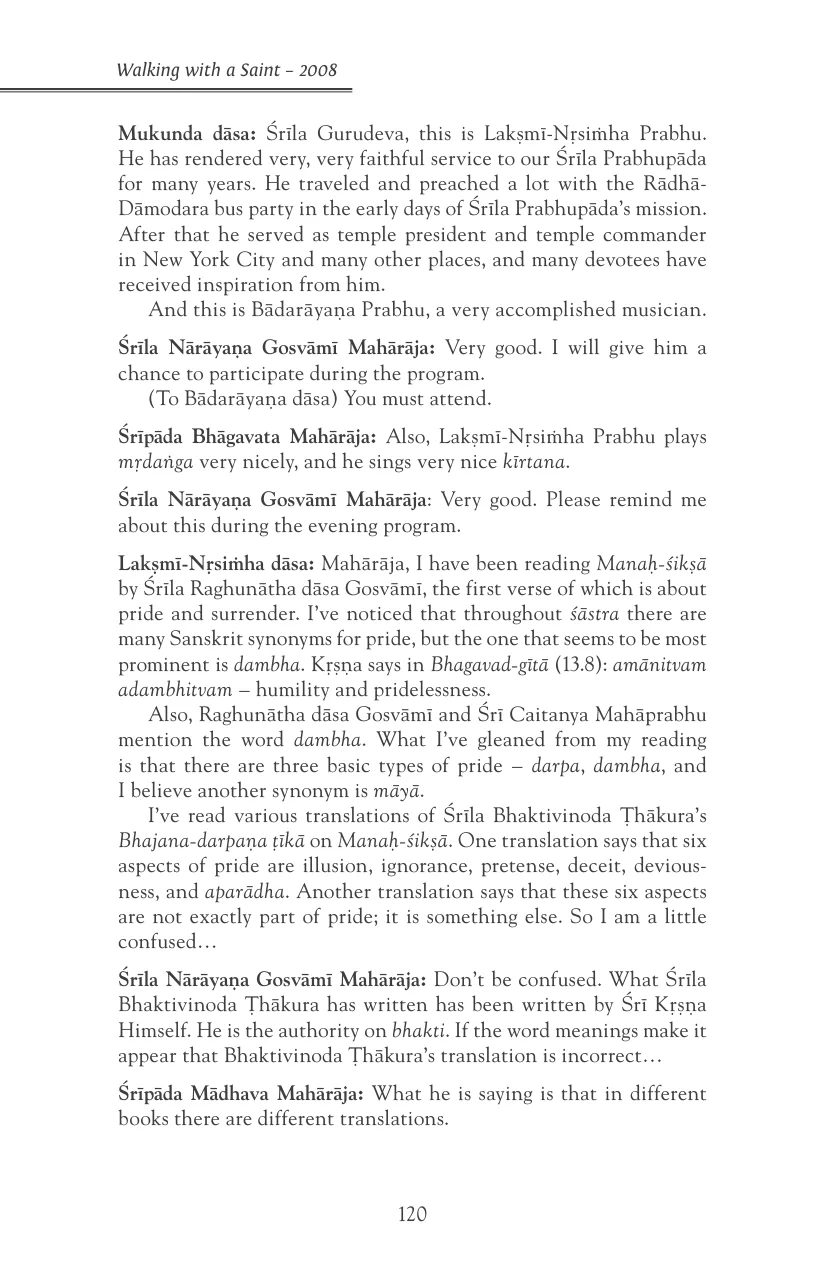 Walking with a Saint – 2008
Mukunda dāsa: Śrīla Gurudeva, this is Lakṣmī-Nṛsiṁha Prabhu.
He has rendered very, very faithful service to our Śrīla Prabhupāda
for many years. He traveled and preached a lot with the Rādhā-
Dāmodara bus party in the early days of Śrīla Prabhupāda’s mission.
After that he served as temple president and temple commander
in New York City and many other places, and many devotees have
received inspiration from him.
And this is Bādarāyaṇa Prabhu, a very accomplished musician.
Śrīla Nārāyaṇa Gosvāmī Mahārāja: Very good. I will give him a
chance to participate during the program.
(To Bādarāyaṇa dāsa) You must attend.
Śrīpāda Bhāgavata Mahārāja: Also, Lakṣmī-Nṛsiṁha Prabhu plays
mṛdaṅga very nicely, and he sings very nice kīrtana.
Śrīla Nārāyaṇa Gosvāmī Mahārāja: Very good. Please remind me
about this during the evening program.
Lakṣmī-Nṛsiṁha dāsa: Mahārāja, I have been reading Manaḥ-śikṣā
by Śrīla Raghunātha dāsa Gosvāmī, the first verse of which is about
pride and surrender. I’ve noticed that throughout śāstra there are
many Sanskrit synonyms for pride, but the one that seems to be most
prominent is dambha. Kṛṣṇa says in Bhagavad-gītā (13.8): amānitvam
adambhitvam – humility and pridelessness.
Also, Raghunātha dāsa Gosvāmī and Śrī Caitanya Mahāprabhu
mention the word dambha. What I’ve gleaned from my reading
is that there are three basic types of pride – darpa, dambha, and
I believe another synonym is māyā.
I’ve read various translations of Śrīla Bhaktivinoda Ṭhākura’s
Bhajana-darpaṇa ṭīkā on Manaḥ-śikṣā. One translation says that six
aspects of pride are illusion, ignorance, pretense, deceit, devious-
ness, and aparādha. Another translation says that these six aspects
are not exactly part of pride; it is something else. So I am a little
confused…
Śrīla Nārāyaṇa Gosvāmī Mahārāja: Don’t be confused. What Śrīla
Bhaktivinoda Ṭhākura has written has been written by Śrī Kṛṣṇa
Himself. He is the authority on bhakti. If the word meanings make it
appear that Bhaktivinoda Ṭhākura’s translation is incorrect…
Śrīpāda Mādhava Mahārāja: What he is saying is that in different
books there are different translations.
120